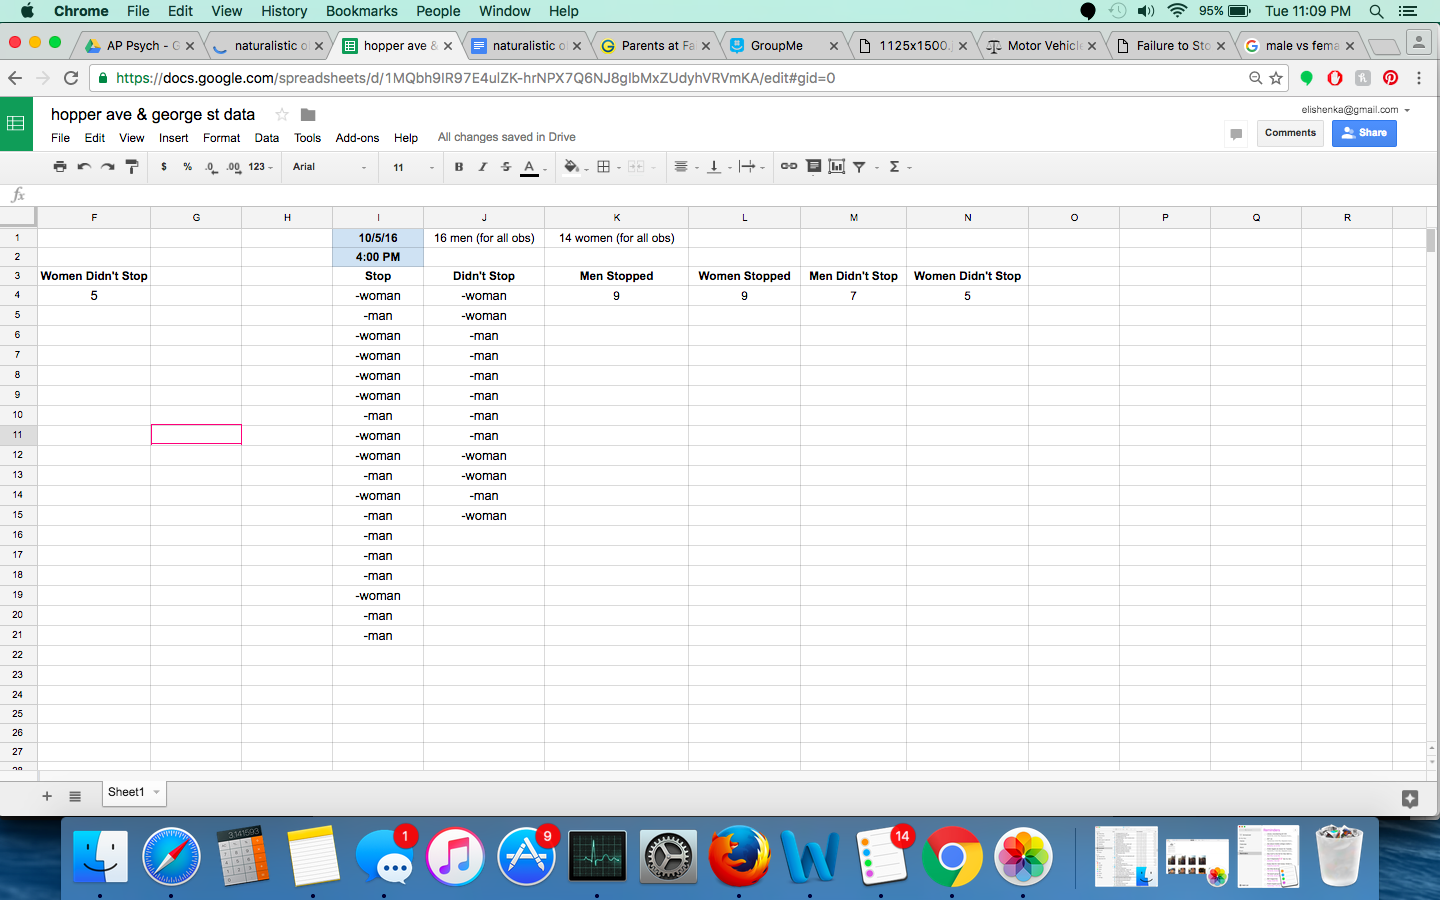 Chrome File Edit View History Bookmarks People Window Help 95% Tue 11:09 PM
AP Psych - G naturalistic o hopper ave & naturalistic o Parents at Fa GroupMe 1125x1500. Motor Vehicl Failure to Sto male vs fema
https://docs.google.com/spreadsheets/d/1MQbh9IR97E4ulZK-hrNPX7Q6NJ8glbMxZUdyhVRVmKA/edit#gid=0
hopper ave & george st data elishenka@gmail.com
File Edit View Insert Format Data Tools Add-ons Help All changes saved in Drive Comments Share
$ % .0 .00 123 Arial 11 B I S A Σ
fx
F G H I J K L M N O P Q R
1 10/5/16 16 men (for all obs) 14 women (for all obs)
2 4:00 PM
3 Women Didn't Stop Stop Didn't Stop Men Stopped Women Stopped Men Didn't Stop Women Didn't Stop
4 5 -woman -woman 9 9 7 5
5 -man -woman
6 -woman -man
7 -woman -man
8 -woman -man
9 -woman -man
10 -man -man
11 -woman -man
12 -woman -woman
13 -man -woman
14 -woman -man
15 -man -woman
16 -man
17 -man
18 -man
19 -woman
20 -man
21 -man
22
23
24
25
26
27
28
Sheet1
3.141593 1 9 14